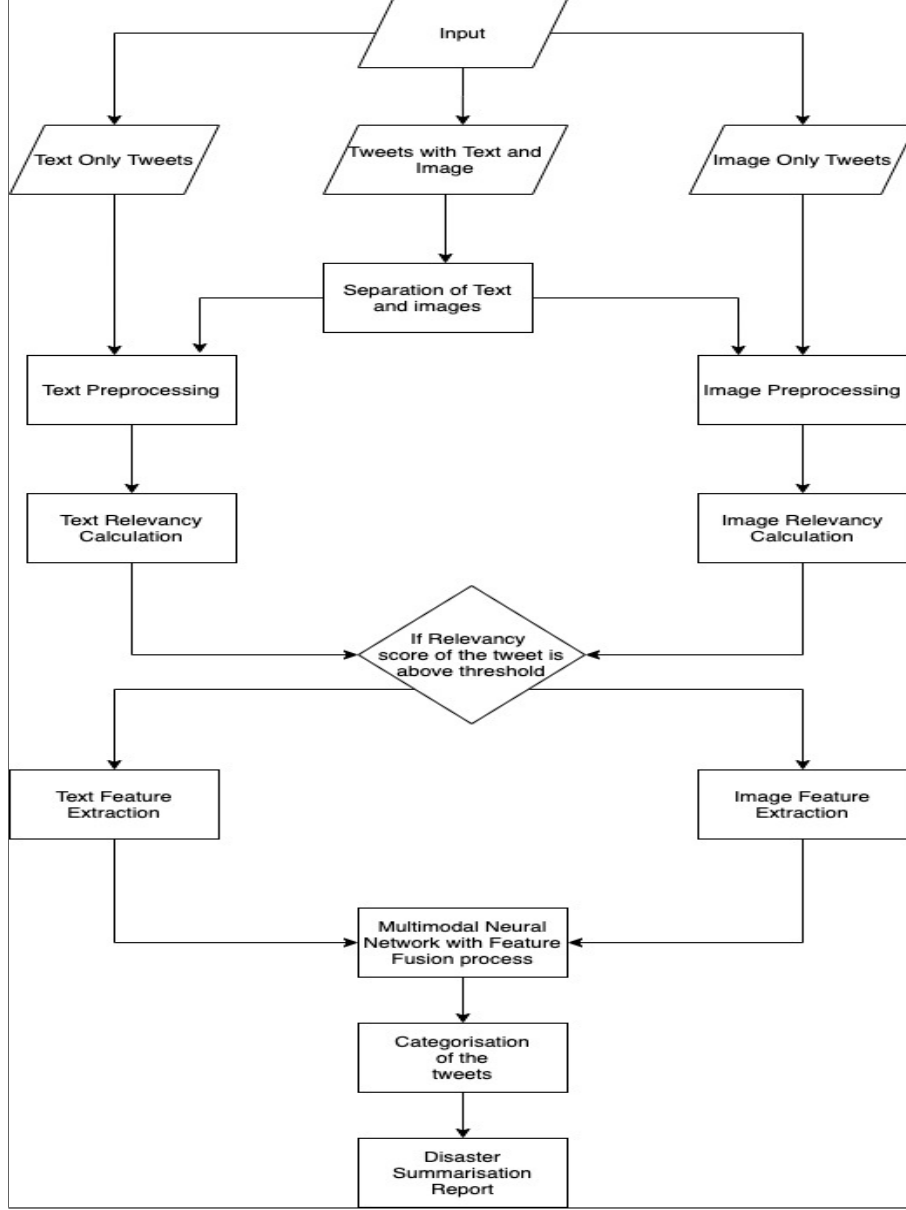 Input
Text Only Tweets
Tweets with Text and
Image
Image Only Tweets
Separation of Text
and images
Text Preprocessing
Image Preprocessing
Text Relevancy
Calculation
Image Relevancy
Calculation
If Relevancy
score of the tweet is
above threshold
Text Feature
Extraction
Image Feature
Extraction
Multimodal Neural
Network with Feature
Fusion process
Categorisation
of the
tweets
Disaster
Summarisation
Report